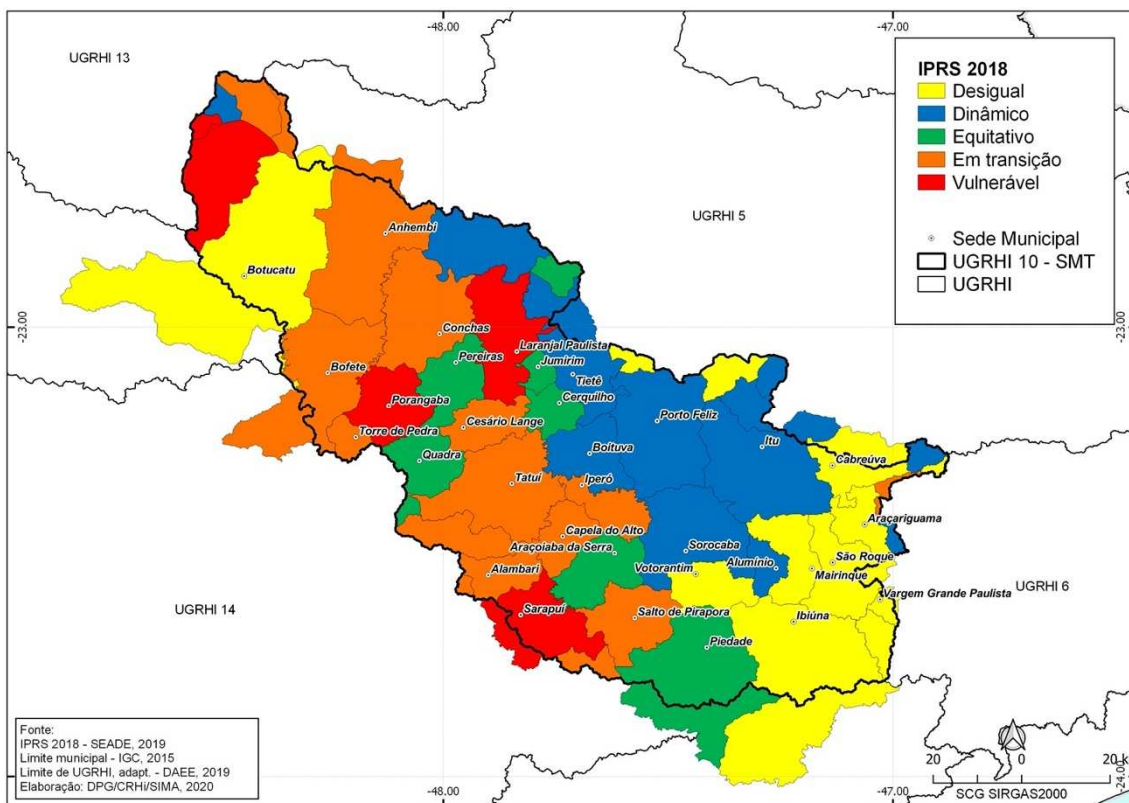 -48.00
-47.00
UGRHI 13
IPRS 2018
Desigual
Dinâmico
Equitativo
Em transição
Vulnerável
Sede Municipal
UGRHI 10 - SMT
UGRHI
UGRHI 5
Anhembi
Botucatu
-23.00
-23.00
Conchas
Laranjal Paulista
Pereiras
Jumirim
Bofete
Tietê
Porangaba
Cerquilho
Porto Feliz
Cesário Lange
Torre de Pedra
Itu
Boituva
Quadra
Cabreúva
Tatuí
Iperó
Araçariguama
Capela do Alto
Araçoiaba da Serra
Sorocaba
São Roque
Alumínio
Mairinque
Votorantim
Alambari
UGRHI 6
Vargem Grande Paulista
UGRHI 14
Sarapuí
Salto de Pirapora
Ibiúna
Piedade
Fonte:
IPRS 2018 - SEADE, 2019
Limite municipal - IGC, 2015
Limite de UGRHI, adapt. - DAEE, 2019
Elaboração: DPG/CRHi/SIMA, 2020
20 0 20 k
SCG SIRGAS2000
-24.00
-48.00
-47.00